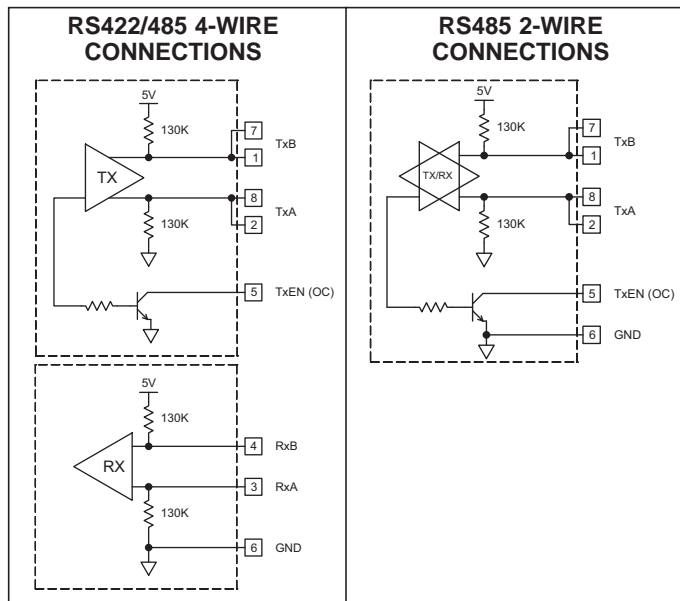 RS422/485 4-WIRE
CONNECTIONS
5V
130K
7
TxB
1
TX
8
TxA
130K
2
5
TxEN (OC)
5V
130K
4
RxB
RX
3
RxA
130K
6
GND
RS485 2-WIRE
CONNECTIONS
5V
130K
7
TxB
1
TX/RX
8
TxA
130K
2
5
TxEN (OC)
6
GND